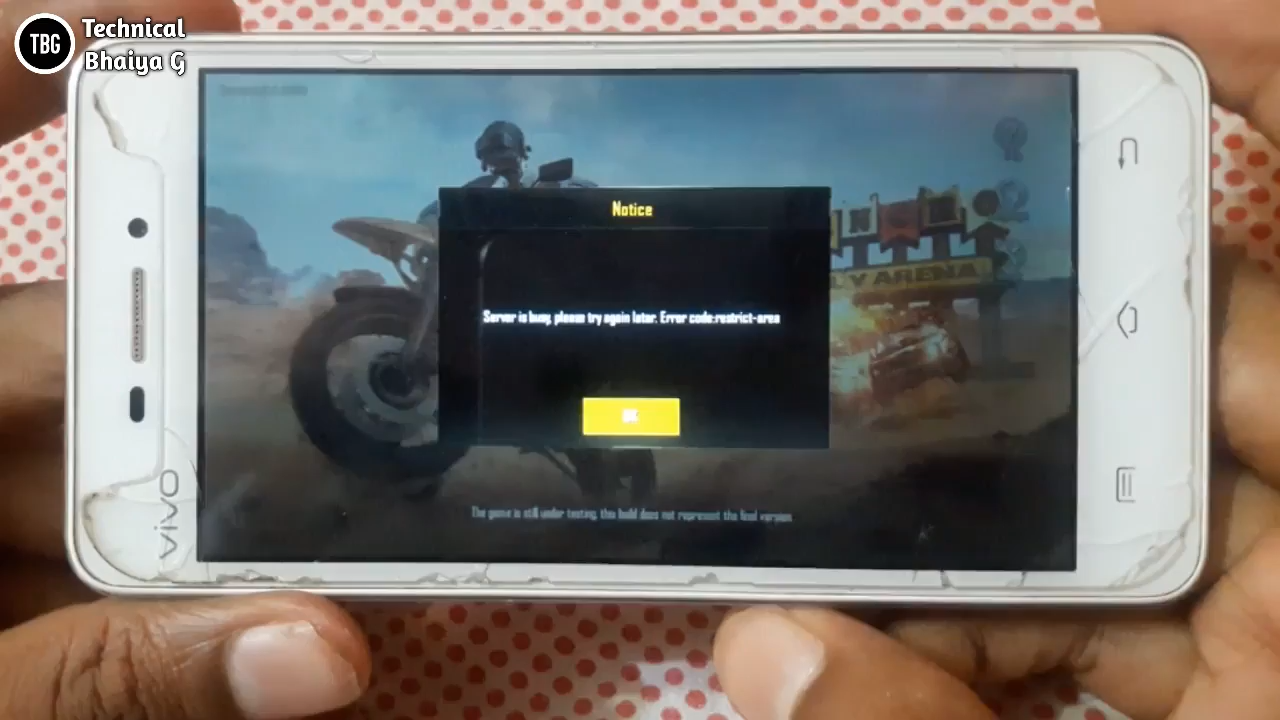 TBG
Technical
Bhaiya G
Notice
Server is busy, please try again later. Error code:restrict-area
OK
The game is still under testing, this build does not represent the final version
vivo